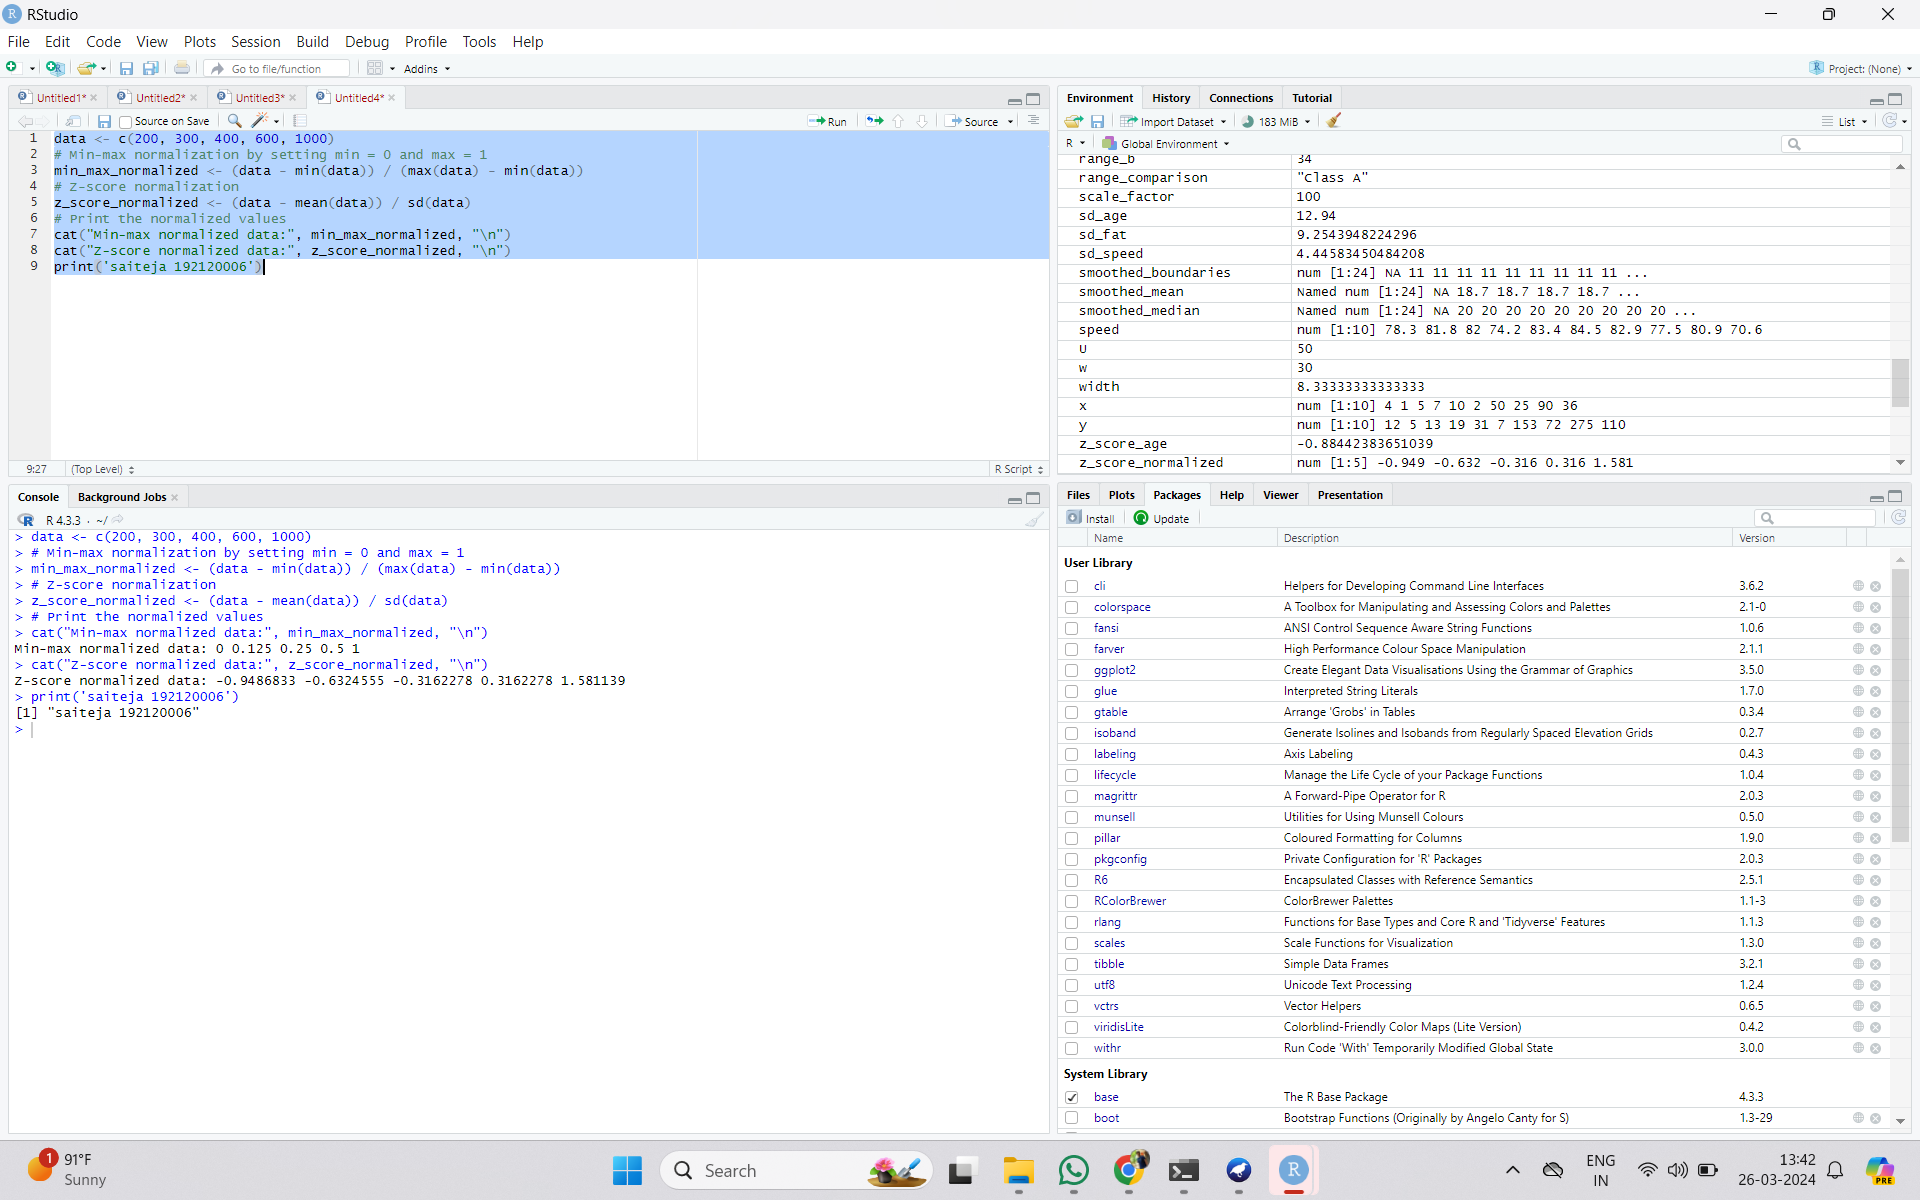 RStudio
File Edit Code View Plots Session Build Debug Profile Tools Help
Go to file/function Addins Project: (None)
Untitled1* Untitled2* Untitled3* Untitled4*
Source on Save Run Source
1 data <- c(200, 300, 400, 600, 1000)
2 # Min-max normalization by setting min = 0 and max = 1
3 min_max_normalized <- (data - min(data)) / (max(data) - min(data))
4 # Z-score normalization
5 z_score_normalized <- (data - mean(data)) / sd(data)
6 # Print the normalized values
7 cat("Min-max normalized data:", min_max_normalized, "\n")
8 cat("Z-score normalized data:", z_score_normalized, "\n")
9 print('saiteja 192120006')
9:27 (Top Level) R Script
Console Background Jobs
R 4.3.3 · ~/
> data <- c(200, 300, 400, 600, 1000)
> # Min-max normalization by setting min = 0 and max = 1
> min_max_normalized <- (data - min(data)) / (max(data) - min(data))
> # Z-score normalization
> z_score_normalized <- (data - mean(data)) / sd(data)
> # Print the normalized values
> cat("Min-max normalized data:", min_max_normalized, "\n")
Min-max normalized data: 0 0.125 0.25 0.5 1
> cat("Z-score normalized data:", z_score_normalized, "\n")
Z-score normalized data: -0.9486833 -0.6324555 -0.3162278 0.3162278 1.581139
> print('saiteja 192120006')
[1] "saiteja 192120006"
>
Environment History Connections Tutorial
Import Dataset 183 MiB List
R Global Environment
range_b 34
range_comparison "Class A"
scale_factor 100
sd_age 12.94
sd_fat 9.2543948224296
sd_speed 4.44583450484208
smoothed_boundaries num [1:24] NA 11 11 11 11 11 11 11 11 11 ...
smoothed_mean Named num [1:24] NA 18.7 18.7 18.7 18.7 ...
smoothed_median Named num [1:24] NA 20 20 20 20 20 20 20 20 20 ...
speed num [1:10] 78.3 81.8 82 74.2 83.4 84.5 82.9 77.5 80.9 70.6
U 50
w 30
width 8.33333333333333
x num [1:10] 4 1 5 7 10 2 50 25 90 36
y num [1:10] 12 5 13 19 31 7 153 72 275 110
z_score_age -0.88442383651039
z_score_normalized num [1:5] -0.949 -0.632 -0.316 0.316 1.581
Files Plots Packages Help Viewer Presentation
Install Update
Name Description Version
User Library
cli Helpers for Developing Command Line Interfaces 3.6.2
colorspace A Toolbox for Manipulating and Assessing Colors and Palettes 2.1-0
fansi ANSI Control Sequence Aware String Functions 1.0.6
farver High Performance Colour Space Manipulation 2.1.1
ggplot2 Create Elegant Data Visualisations Using the Grammar of Graphics 3.5.0
glue Interpreted String Literals 1.7.0
gtable Arrange 'Grobs' in Tables 0.3.4
isoband Generate Isolines and Isobands from Regularly Spaced Elevation Grids 0.2.7
labeling Axis Labeling 0.4.3
lifecycle Manage the Life Cycle of your Package Functions 1.0.4
magrittr A Forward-Pipe Operator for R 2.0.3
munsell Utilities for Using Munsell Colours 0.5.0
pillar Coloured Formatting for Columns 1.9.0
pkgconfig Private Configuration for 'R' Packages 2.0.3
R6 Encapsulated Classes with Reference Semantics 2.5.1
RColorBrewer ColorBrewer Palettes 1.1-3
rlang Functions for Base Types and Core R and 'Tidyverse' Features 1.1.3
scales Scale Functions for Visualization 1.3.0
tibble Simple Data Frames 3.2.1
utf8 Unicode Text Processing 1.2.4
vctrs Vector Helpers 0.6.5
viridisLite Colorblind-Friendly Color Maps (Lite Version) 0.4.2
withr Run Code 'With' Temporarily Modified Global State 3.0.0
System Library
base The R Base Package 4.3.3
boot Bootstrap Functions (Originally by Angelo Canty for S) 1.3-29
1 91°F
Sunny
Search
ENG
IN
13:42
26-03-2024
PRE